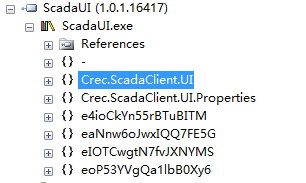 ScadaUI (1.0.1.16417)
ScadaUI.exe
References
{} -
{} Crec.ScadaClient.UI
{} Crec.ScadaClient.UI.Properties
{} e4ioCkYn55rBTuBITM
{} eaNnw6oJwxIQQ7FE5G
{} eIOTCwgtN7fvJXNYMS
{} eoP53YVgQa1lbB0Xy6